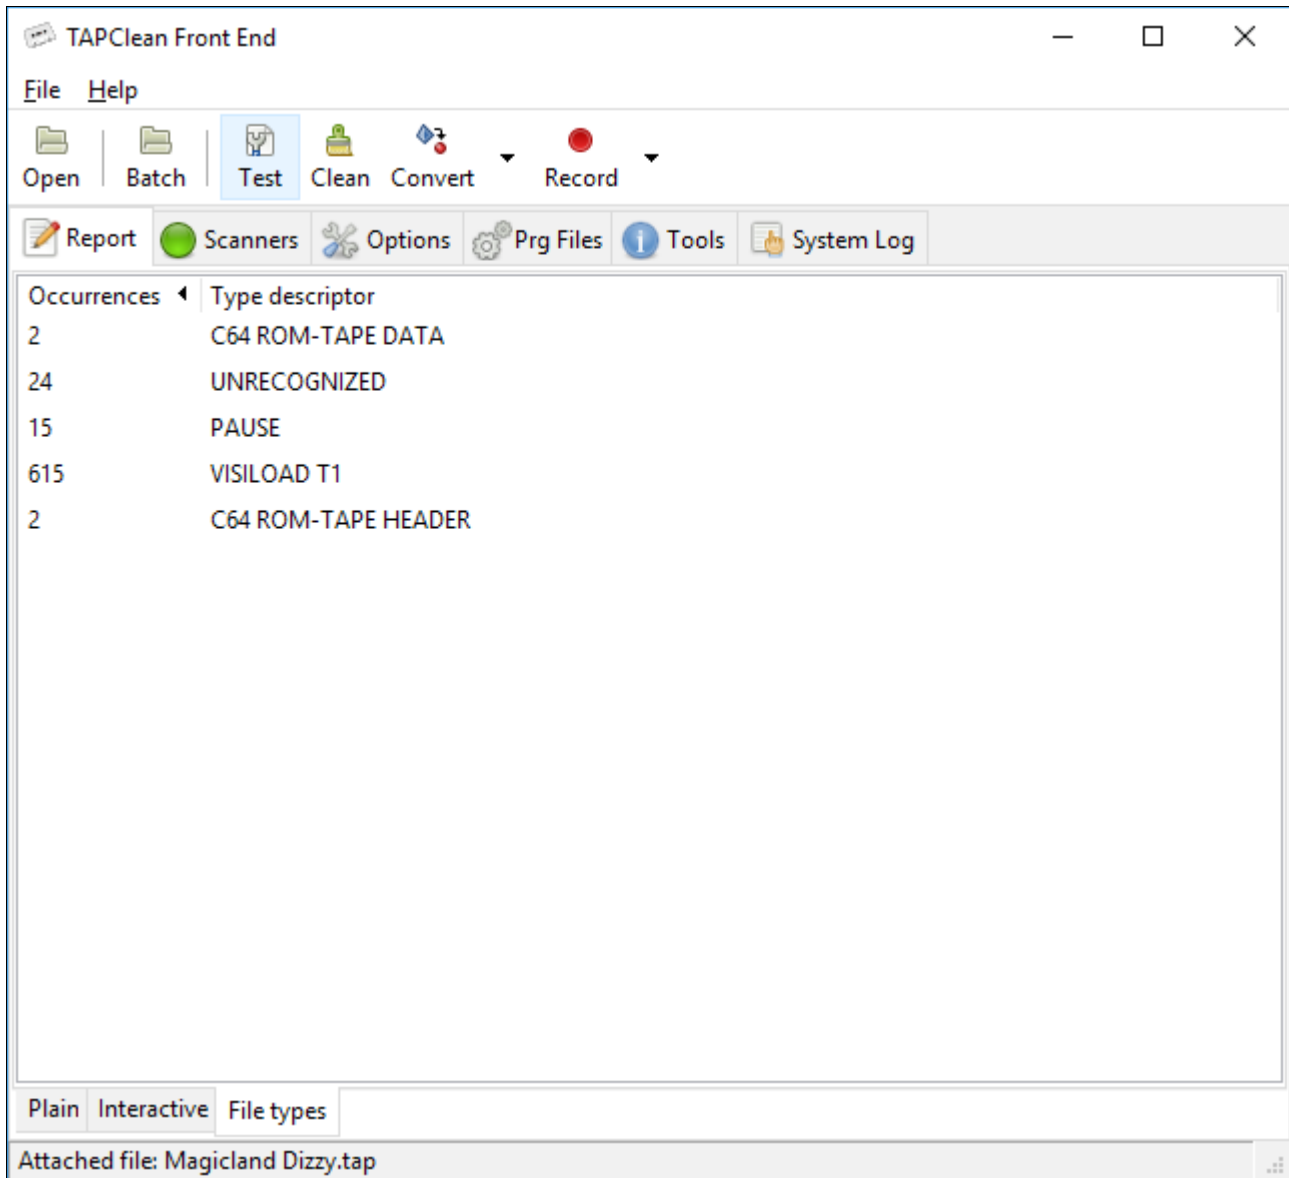 TAPClean Front End
File Help
Open Batch Test Clean Convert Record
Report Scanners Options Prg Files Tools System Log
Occurrences Type descriptor
2 C64 ROM-TAPE DATA
24 UNRECOGNIZED
15 PAUSE
615 VISILOAD T1
2 C64 ROM-TAPE HEADER
Plain Interactive File types
Attached file: Magicland Dizzy.tap